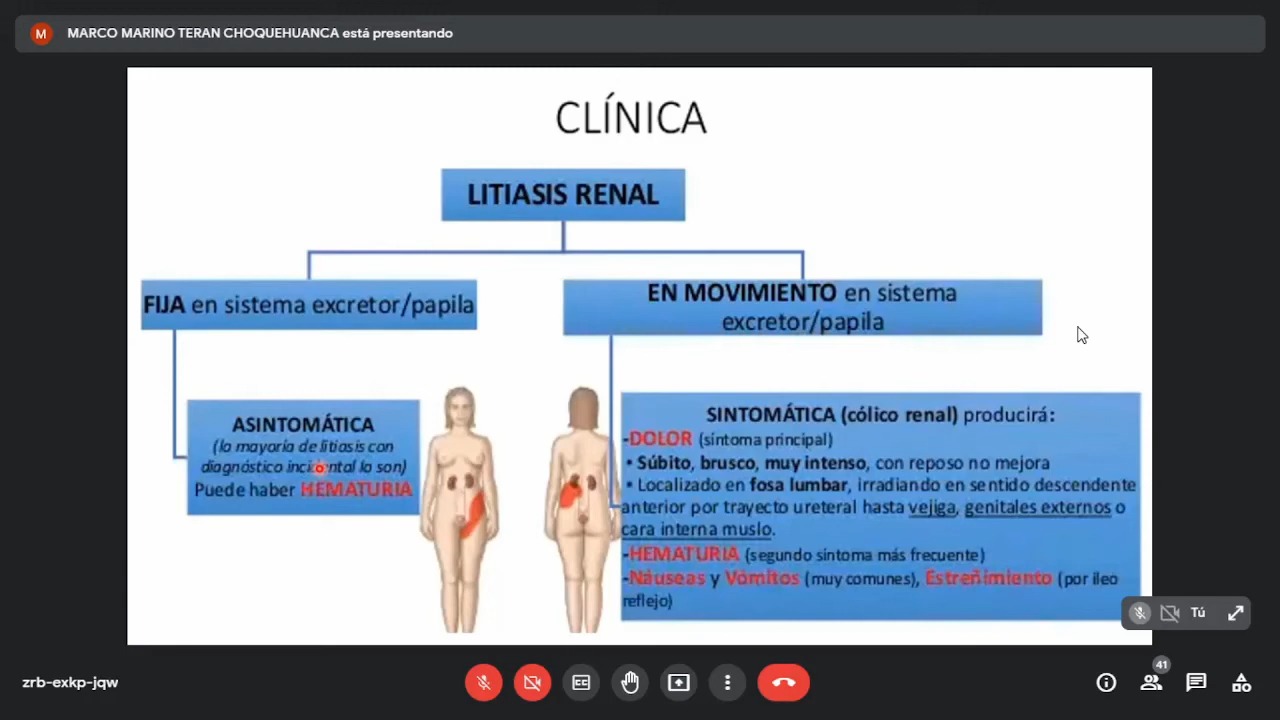 M
MARCO MARINO TERAN CHOQUEHUANCA está presentando
CLÍNICA
LITIASIS RENAL
FIJA en sistema excretor/papila
EN MOVIMIENTO en sistema
excretor/papila
ASINTOMÁTICA
(la mayoría de litiasis con
diagnóstico incidental lo son)
Puede haber HEMATURIA
SINTOMÁTICA (cólico renal) producirá:
-DOLOR (síntoma principal)
• Súbito, brusco, muy intenso, con reposo no mejora
• Localizado en fosa lumbar, irradiando en sentido descendente
anterior por trayecto ureteral hasta vejiga, genitales externos o
cara interna muslo.
-HEMATURIA (segundo síntoma más frecuente)
-Náuseas y Vómitos (muy comunes), Estreñimiento (por ileo
reflejo)
Tú
zrb-exkp-jqw
41